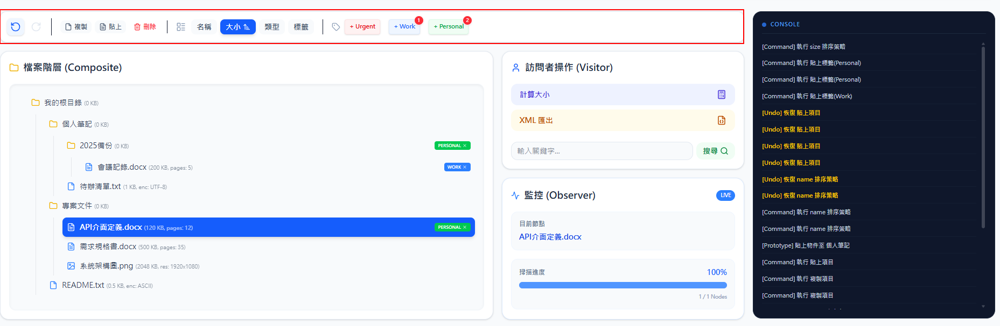 複製 貼上 刪除 名稱 大小 類型 標籤 + Urgent + Work 1 + Personal 2
檔案階層 (Composite)
我的根目錄 (0 KB)
個人筆記 (0 KB)
2025備份 (0 KB) PERSONAL ×
會議記錄.docx (200 KB, pages: 5) WORK ×
待辦清單.txt (1 KB, enc: UTF-8)
專案文件 (0 KB)
API介面定義.docx (120 KB, pages: 12) PERSONAL ×
需求規格書.docx (500 KB, pages: 35)
系統架構圖.png (2048 KB, res: 1920x1080)
README.txt (0.5 KB, enc: ASCII)
訪問者操作 (Visitor)
計算大小
XML 匯出
輸入關鍵字... 搜尋
監控 (Observer) LIVE
目前節點
API介面定義.docx
掃描進度 100%
1 / 1 Nodes
CONSOLE
[Command] 執行 size 排序策略
[Command] 執行 貼上標籤(Personal)
[Command] 執行 貼上標籤(Personal)
[Command] 執行 貼上標籤(Work)
[Undo] 恢復 貼上項目
[Undo] 恢復 貼上項目
[Undo] 恢復 貼上項目
[Undo] 恢復 貼上項目
[Undo] 恢復 name 排序策略
[Undo] 恢復 name 排序策略
[Command] 執行 name 排序策略
[Command] 執行 name 排序策略
[Prototype] 貼上物件至 個人筆記
[Command] 執行 貼上項目
[Command] 執行 複製項目
[Command] 執行 複製項目